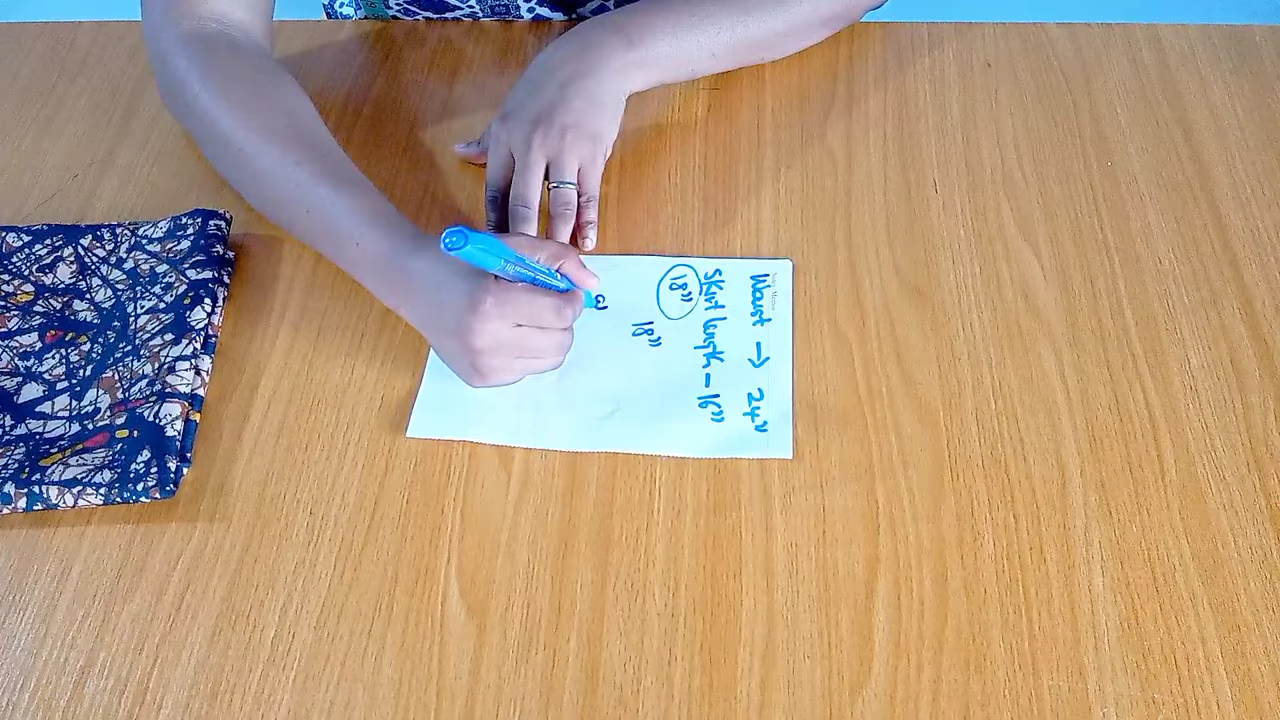 Waist → 24"
Skirt length - 16"
18"
18"